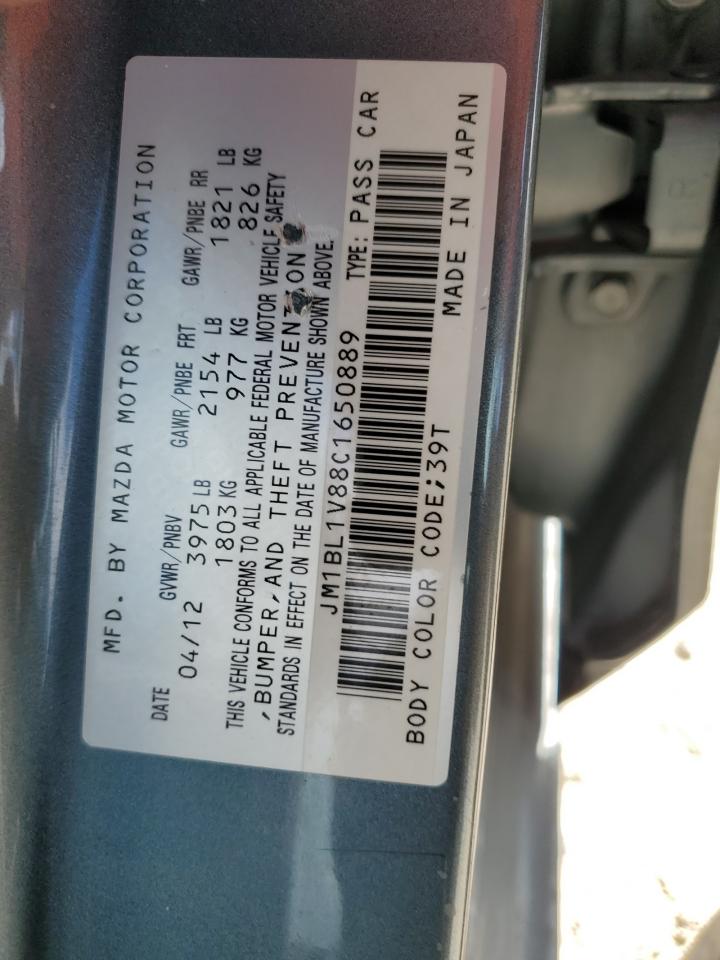 MFD. BY MAZDA MOTOR CORPORATION
DATE GVWR/PNBV GAWR/PNBE FRT GAWR/PNBE RR
04/12 3975 LB 2154 LB 1821 LB
1803 KG 977 KG 826 KG
THIS VEHICLE CONFORMS TO ALL APPLICABLE FEDERAL MOTOR VEHICLE SAFETY
, BUMPER, AND THEFT PREVENTION
STANDARDS IN EFFECT ON THE DATE OF MANUFACTURE SHOWN ABOVE.
JM1BL1V88C1650889 TYPE: PASS CAR
BODY COLOR CODE;39T MADE IN JAPAN